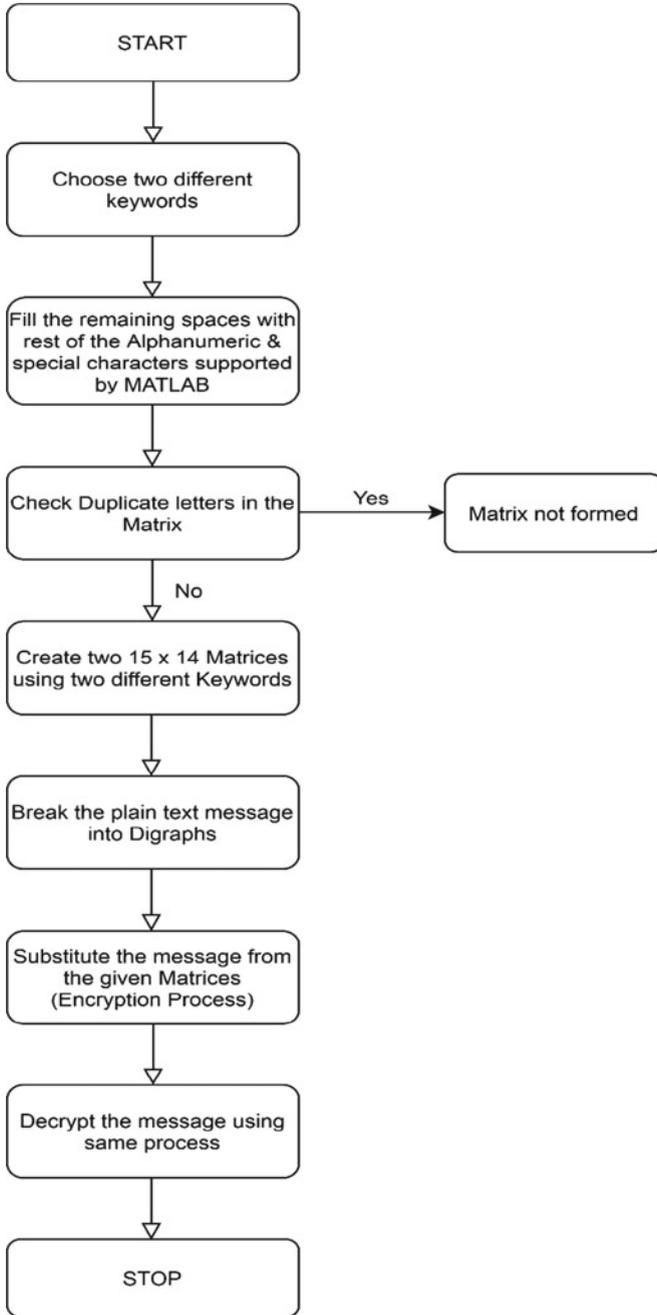 START
Choose two different
keywords
Fill the remaining spaces with
rest of the Alphanumeric &
special characters supported
by MATLAB
Check Duplicate letters in the
Matrix
Yes
Matrix not formed
No
Create two 15 x 14 Matrices
using two different Keywords
Break the plain text message
into Digraphs
Substitute the message from
the given Matrices
(Encryption Process)
Decrypt the message using
same process
STOP